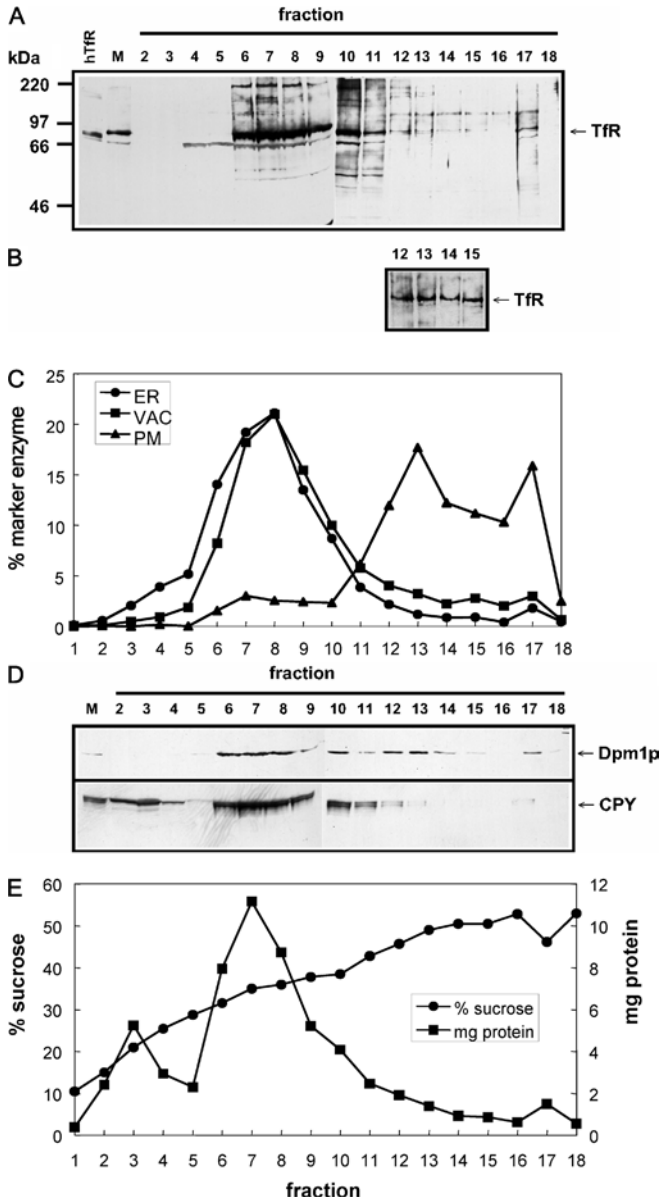 A
fraction
kDa
hTfR M 2 3 4 5 6 7 8 9 10 11 12 13 14 15 16 17 18
220
97
66
46
← TfR
B
12 13 14 15
← TfR
C
% marker enzyme
25
20
15
10
5
0
ER
VAC
PM
1 2 3 4 5 6 7 8 9 10 11 12 13 14 15 16 17 18
fraction
D
M 2 3 4 5 6 7 8 9 10 11 12 13 14 15 16 17 18
← Dpm1p
← CPY
E
% sucrose
60
50
40
30
20
10
0
% sucrose
mg protein
12
10
8
6
4
2
0
mg protein
1 2 3 4 5 6 7 8 9 10 11 12 13 14 15 16 17 18
fraction